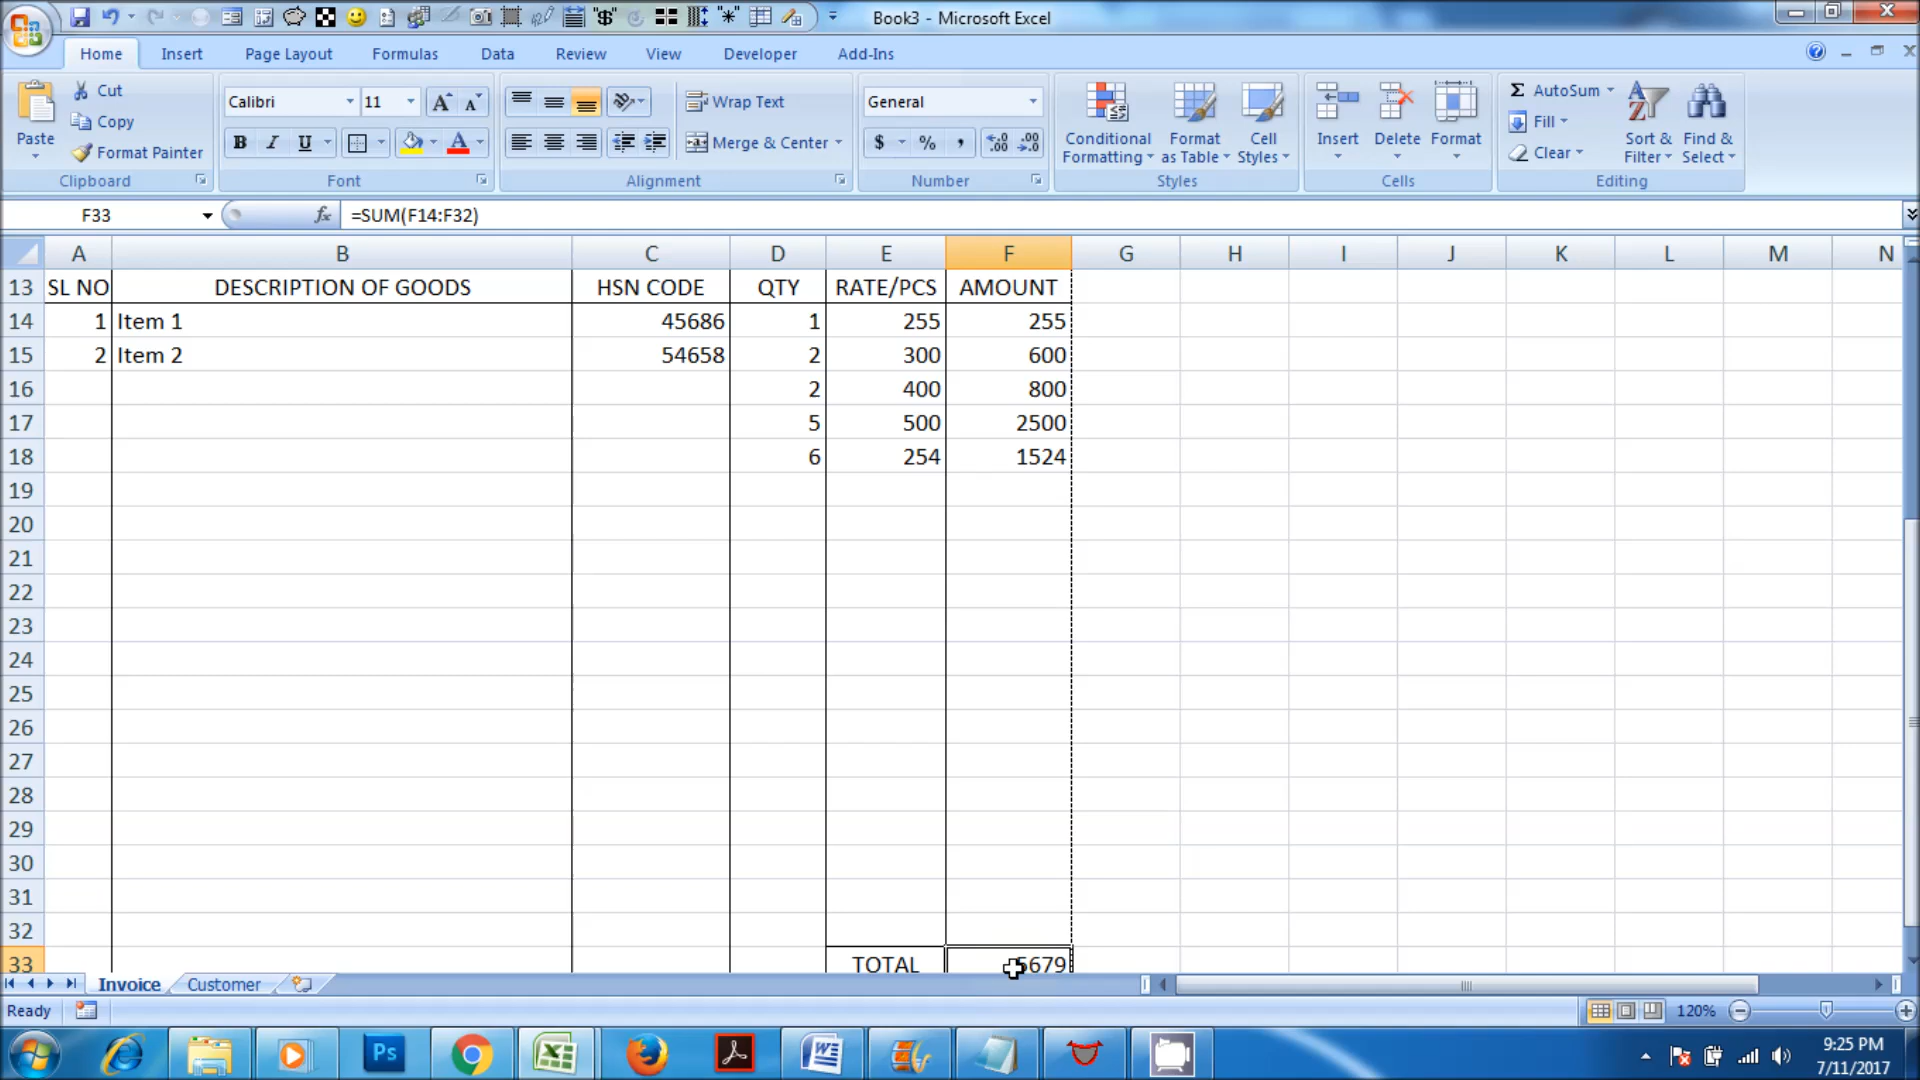 Book3 - Microsoft Excel
Home Insert Page Layout Formulas Data Review View Developer Add-Ins
Paste
Cut
Copy
Format Painter
Clipboard
Calibri 11
B I U
Font
Wrap Text
Merge & Center
Alignment
General
$ % ,
Number
Conditional Formatting
Format as Table
Cell Styles
Styles
Insert Delete Format
Cells
AutoSum
Fill
Clear
Sort & Filter
Find & Select
Editing
F33 fx =SUM(F14:F32)
A B C D E F G H I J K L M N
13 SL NO DESCRIPTION OF GOODS HSN CODE QTY RATE/PCS AMOUNT
14 1 Item 1 45686 1 255 255
15 2 Item 2 54658 2 300 600
16 2 400 800
17 5 500 2500
18 6 254 1524
19
20
21
22
23
24
25
26
27
28
29
30
31
32
33 TOTAL 5679
Invoice Customer
Ready 120%
Ps
9:25 PM
7/11/2017